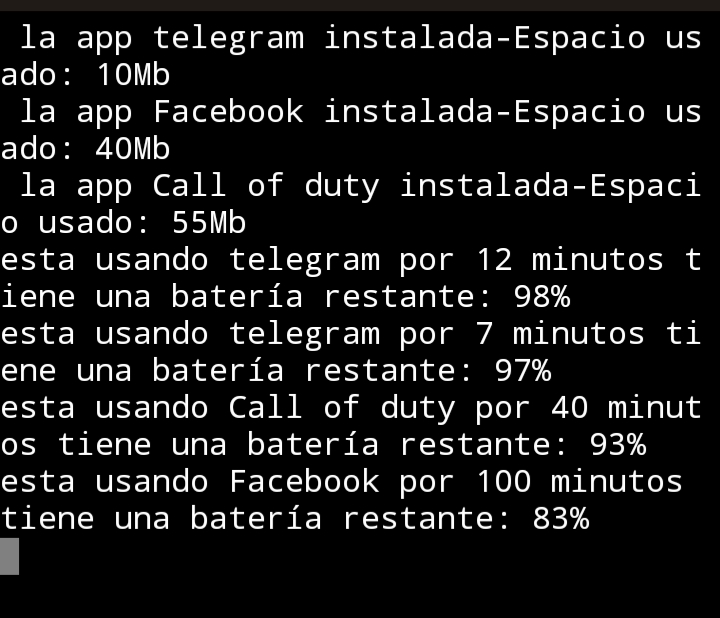 la app telegram instalada-Espacio us
ado: 10Mb
la app Facebook instalada-Espacio us
ado: 40Mb
la app Call of duty instalada-Espaci
o usado: 55Mb
esta usando telegram por 12 minutos t
iene una batería restante: 98%
esta usando telegram por 7 minutos ti
ene una batería restante: 97%
esta usando Call of duty por 40 minut
os tiene una batería restante: 93%
esta usando Facebook por 100 minutos
tiene una batería restante: 83%